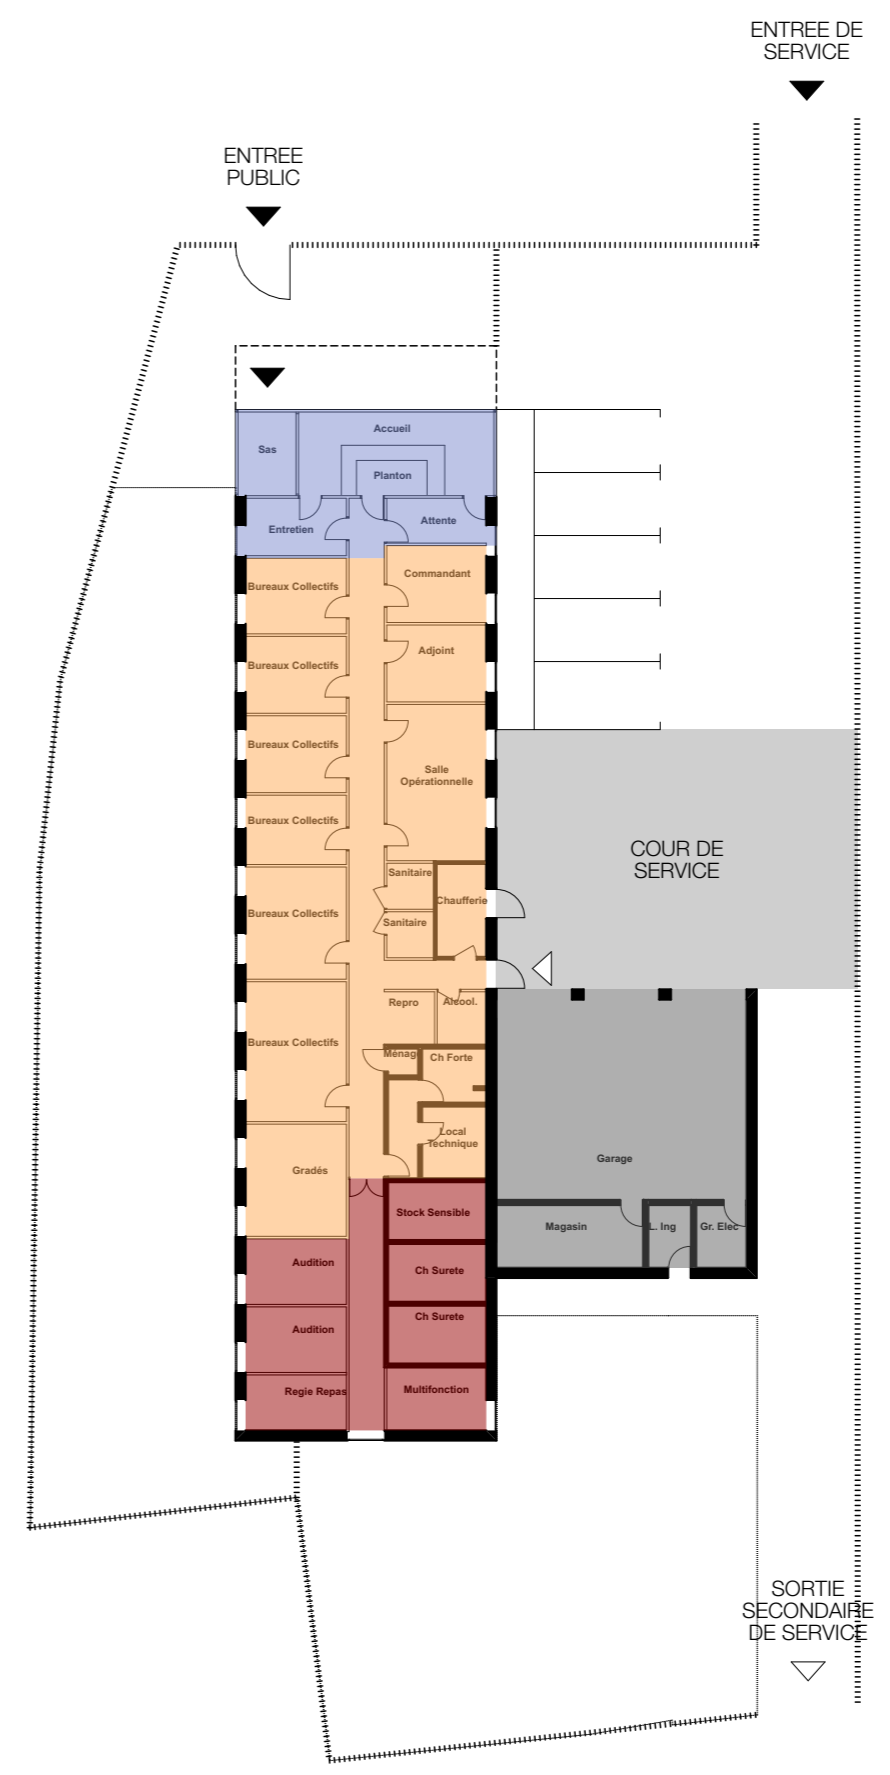 ENTREE DE
SERVICE
ENTREE
PUBLIC
Accueil
Sas
Planton
Attente
Entretien
Commandant
Bureaux Collectifs
Adjoint
Bureaux Collectifs
Bureaux Collectifs
Salle
Opérationnelle
Bureaux Collectifs
COUR DE
SERVICE
Sanitaire
Chaufferie
Bureaux Collectifs
Sanitaire
Repro
Alcool.
Bureaux Collectifs
Ménage
Ch Forte
Local
Technique
Garage
Gradés
Stock Sensible
Magasin
L. Ing
Gr. Elec
Audition
Ch Surete
Ch Surete
Audition
Regie Repas
Multifonction
SORTIE
SECONDAIRE
DE SERVICE